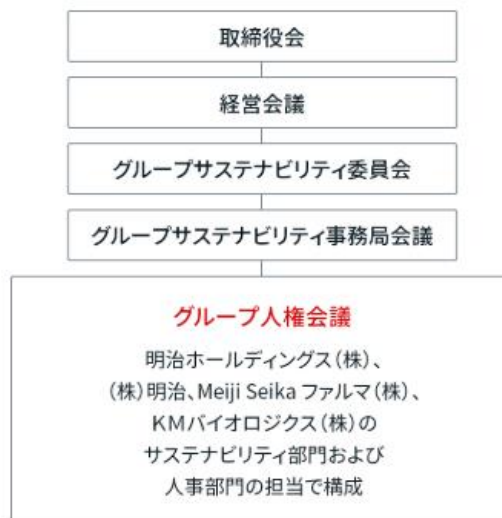 取締役会
経営会議
グループサステナビリティ委員会
グループサステナビリティ事務局会議
グループ人権会議
明治ホールディングス(株)、
(株)明治、Meiji Seika ファルマ(株)、
KMバイオロジクス(株)の
サステナビリティ部門および
人事部門の担当で構成